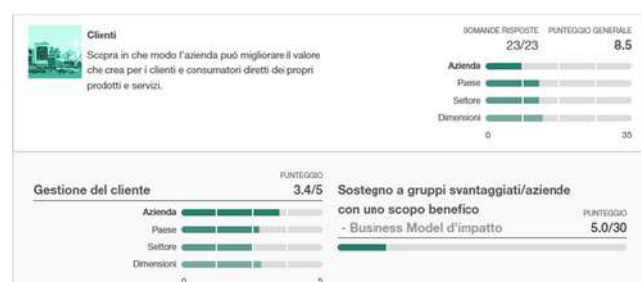 Clienti
Scopra in che modo l'azienda può migliorare il valore
che crea per i clienti e consumatori diretti dei propri
prodotti e servizi.
DOMANDE RISPOSTE PUNTEGGIO GENERALE
23/23 8.5
Azienda
Paese
Settore
Dimensioni
0 35
PUNTEGGIO
Gestione del cliente 3.4/5
Azienda
Paese
Settore
Dimensioni
0 5
Sostegno a gruppi svantaggiati/aziende
con uno scopo benefico PUNTEGGIO
- Business Model d'impatto 5.0/30